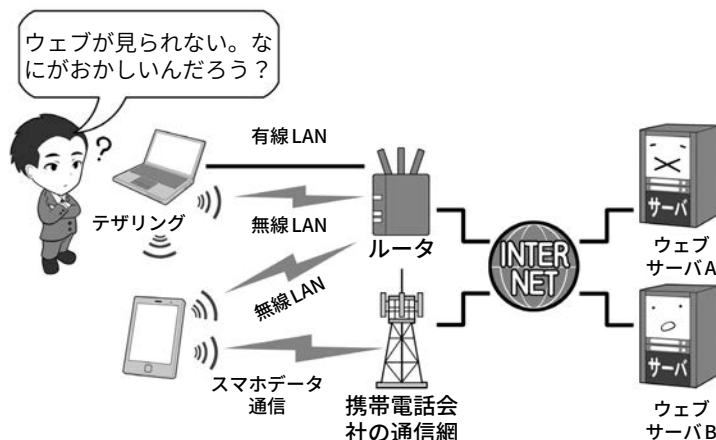 ウェブが見られない。な
にがおかしいんだろう？
?
有線LAN
テザリング
無線LAN
ルータ
無線LAN
INTER
NET
サーバ
ウェブ
サーバA
スマホデータ
通信
携帯電話会
社の通信網
サーバ
ウェブ
サーバB